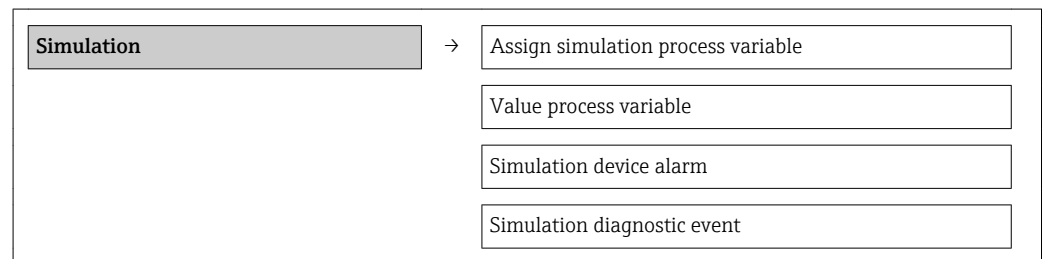 Simulation → Assign simulation process variable
Value process variable
Simulation device alarm
Simulation diagnostic event